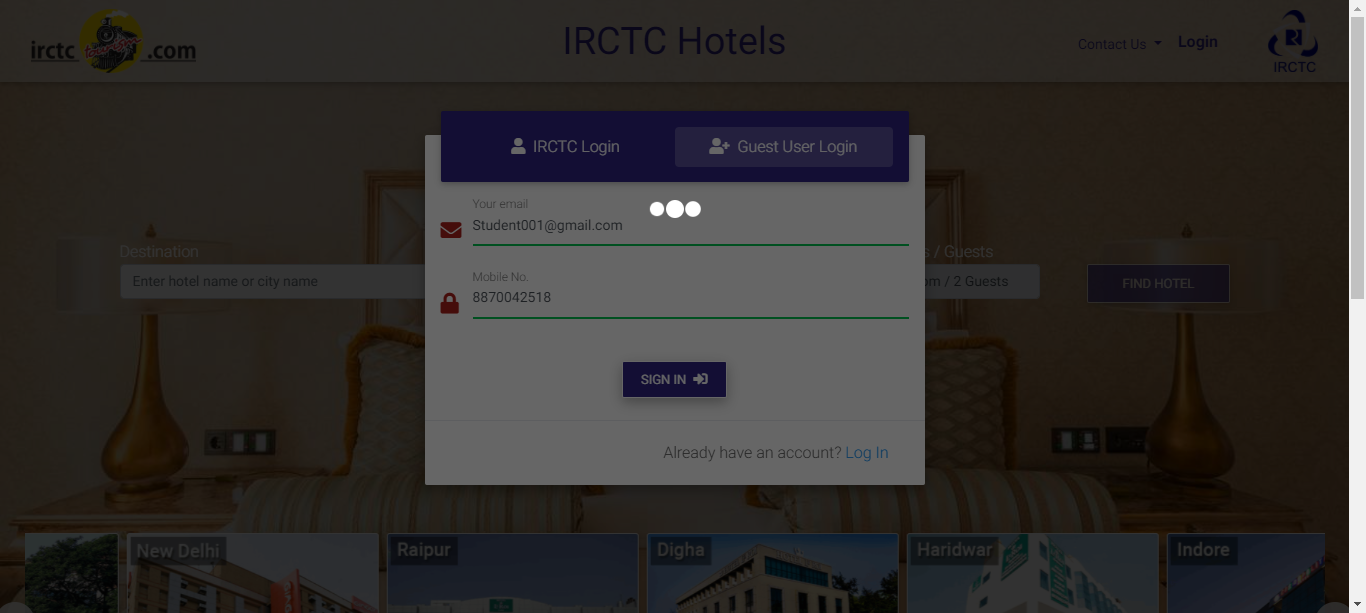 irctc tourism .com
IRCTC Hotels
Contact Us
Login
IRCTC
IRCTC Login
Guest User Login
Your email
Student001@gmail.com
Destination
s / Guests
Enter hotel name or city name
om / 2 Guests
FIND HOTEL
Mobile No.
8870042518
SIGN IN
Already have an account? Log In
New Delhi
Raipur
Digha
Haridwar
Indore